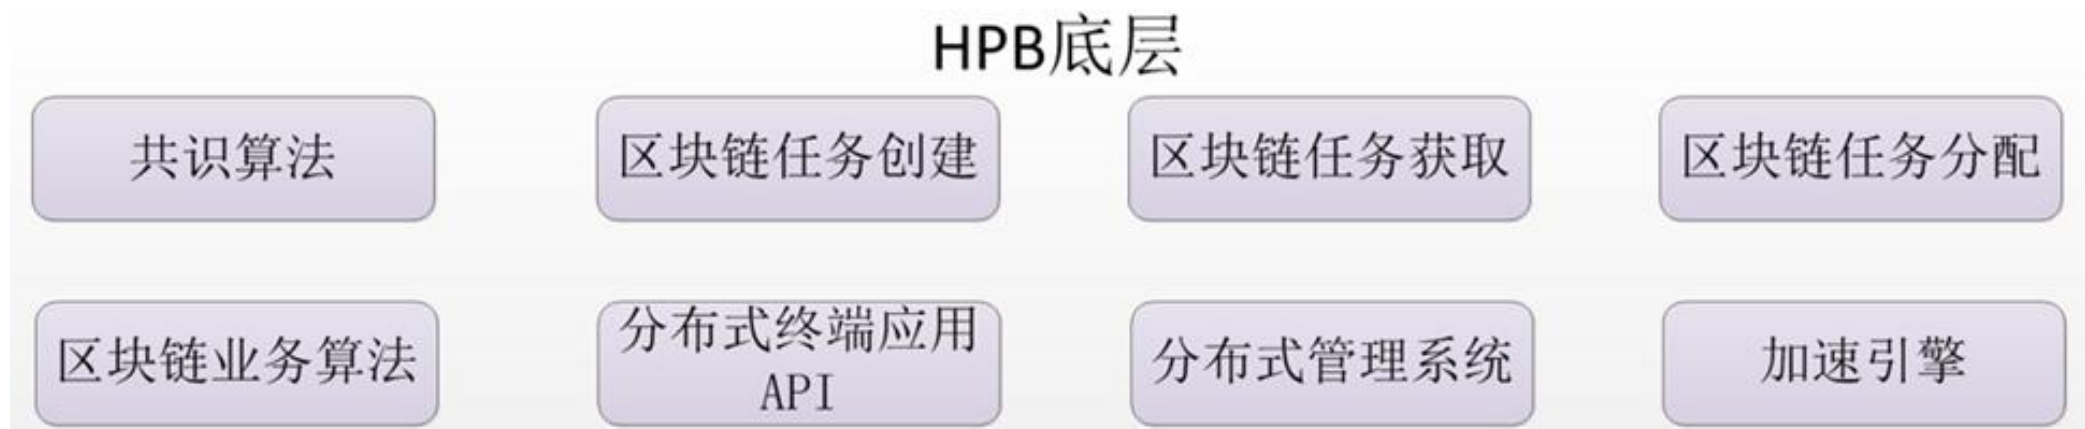 HPB底层
共识算法
区块链任务创建
区块链任务获取
区块链任务分配
区块链业务算法
分布式终端应用
API
分布式管理系统
加速引擎